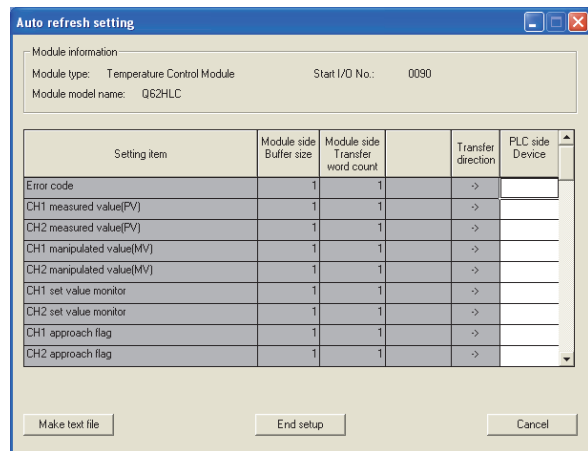 Auto refresh setting
Module information
Module type: Temperature Control Module Start I/O No.: 0090
Module model name: Q62HLC
Setting item Module side Buffer size Module side Transfer word count Transfer direction PLC side Device
Error code 1 1 ->
CH1 measured value(PV) 1 1 ->
CH2 measured value(PV) 1 1 ->
CH1 manipulated value(MV) 1 1 ->
CH2 manipulated value(MV) 1 1 ->
CH1 set value monitor 1 1 ->
CH2 set value monitor 1 1 ->
CH1 approach flag 1 1 ->
CH2 approach flag 1 1 ->
Make text file End setup Cancel